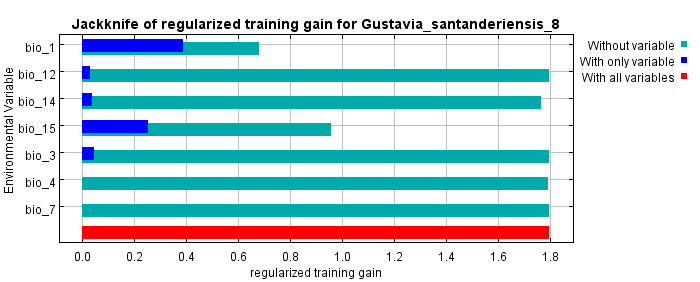 Jackknife of regularized training gain for Gustavia_santanderiensis_8
Environmental Variable
bio_1
bio_12
bio_14
bio_15
bio_3
bio_4
bio_7
Without variable
With only variable
With all variables
0.0 0.2 0.4 0.6 0.8 1.0 1.2 1.4 1.6 1.8
regularized training gain